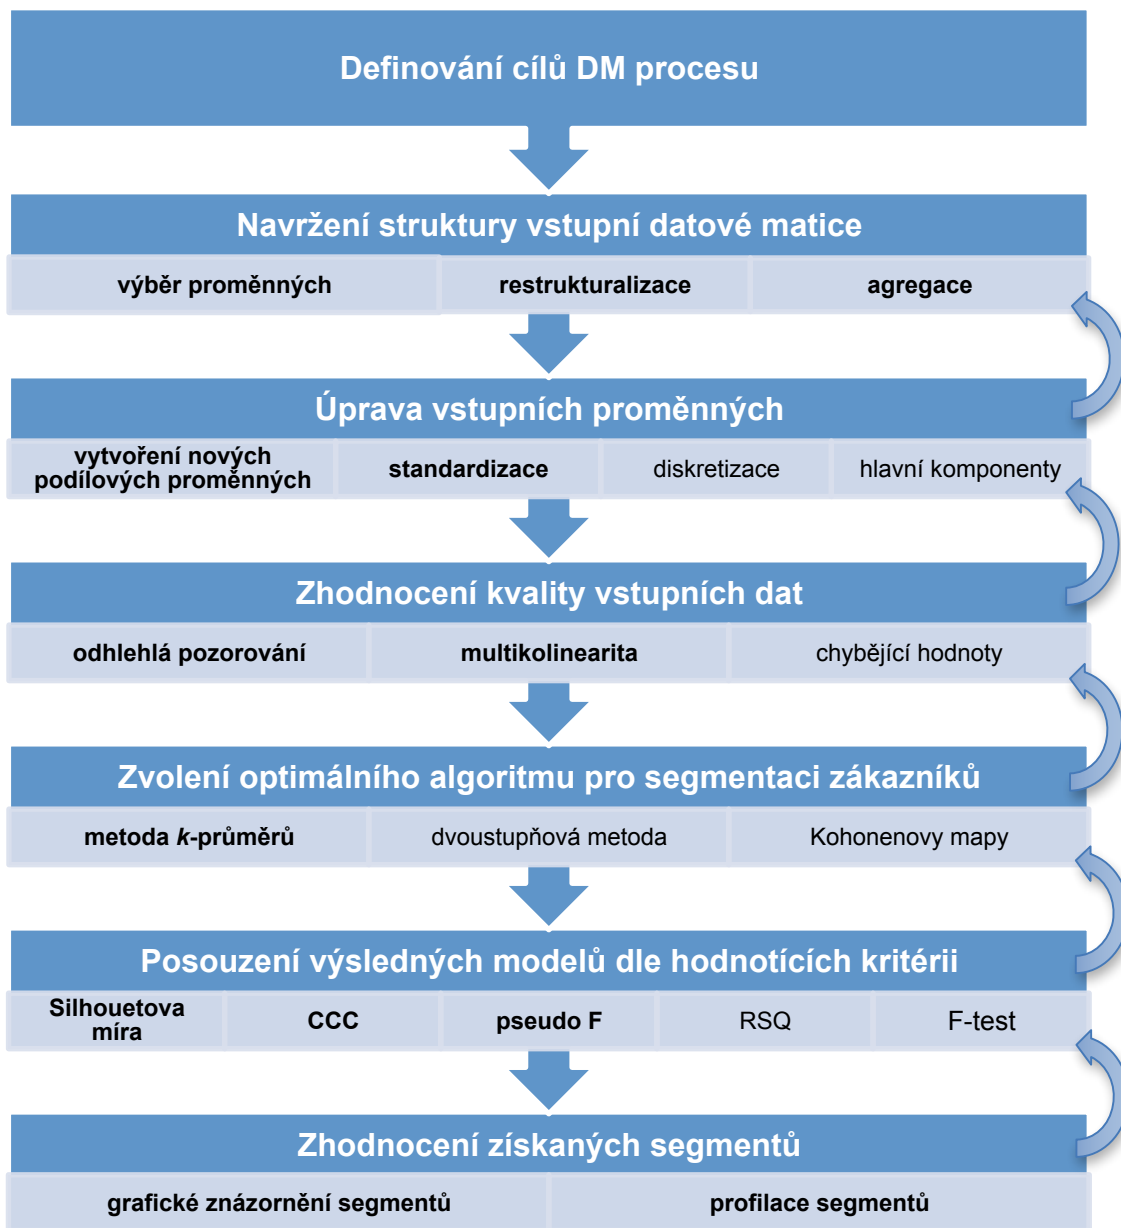 Definování cílů DM procesu
Navržení struktury vstupní datové matice
výběr proměnných
restrukturalizace
agregace
Úprava vstupních proměnných
vytvoření nových
podílových proměnných
standardizace
diskretizace
hlavní komponenty
Zhodnocení kvality vstupních dat
odhlehlá pozorování
multikolinearita
chybějící hodnoty
Zvolení optimálního algoritmu pro segmentaci zákazníků
metoda k-průměrů
dvoustupňová metoda
Kohonenovy mapy
Posouzení výsledných modelů dle hodnotících kritérii
Silhouetova
míra
CCC
pseudo F
RSQ
F-test
Zhodnocení získaných segmentů
grafické znázornění segmentů
profilace segmentů